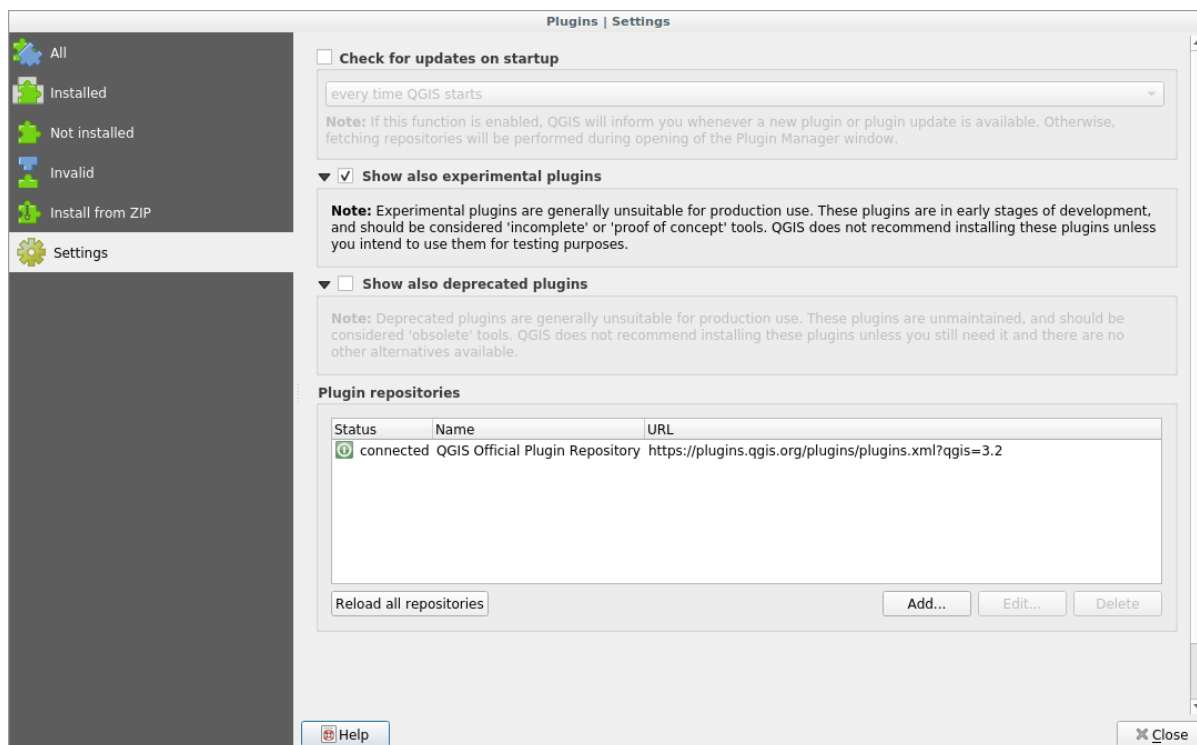 Plugins | Settings
All
Installed
Not installed
Invalid
Install from ZIP
Settings
Check for updates on startup
every time QGIS starts
Note: If this function is enabled, QGIS will inform you whenever a new plugin or plugin update is available. Otherwise,
fetching repositories will be performed during opening of the Plugin Manager window.
Show also experimental plugins
Note: Experimental plugins are generally unsuitable for production use. These plugins are in early stages of development,
and should be considered 'incomplete' or 'proof of concept' tools. QGIS does not recommend installing these plugins unless
you intend to use them for testing purposes.
Show also deprecated plugins
Note: Deprecated plugins are generally unsuitable for production use. These plugins are unmaintained, and should be
considered 'obsolete' tools. QGIS does not recommend installing these plugins unless you still need it and there are no
other alternatives available.
Plugin repositories
Status Name URL
connected QGIS Official Plugin Repository https://plugins.qgis.org/plugins/plugins.xml?qgis=3.2
Reload all repositories Add... Edit... Delete
Help Close